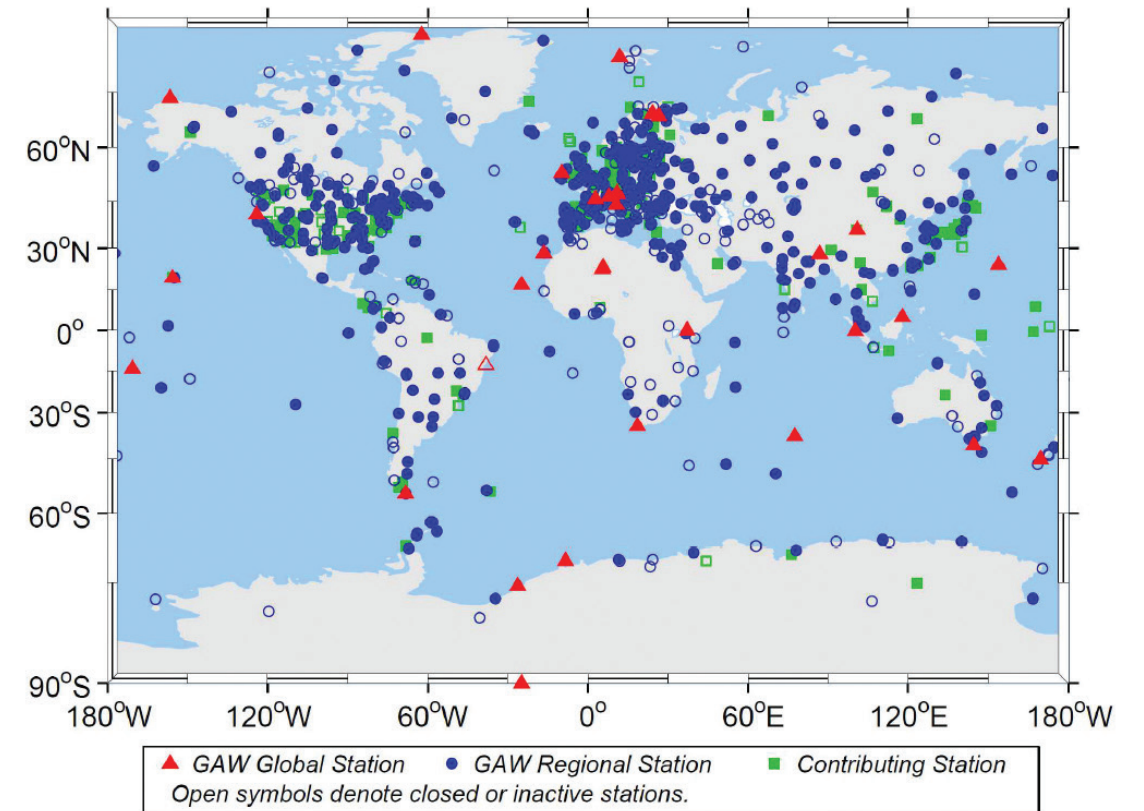 60°N
30°N
0°
30°S
60°S
90°S
180°W 120°W 60°W 0° 60°E 120°E 180°W
GAW Global Station GAW Regional Station Contributing Station
Open symbols denote closed or inactive stations.